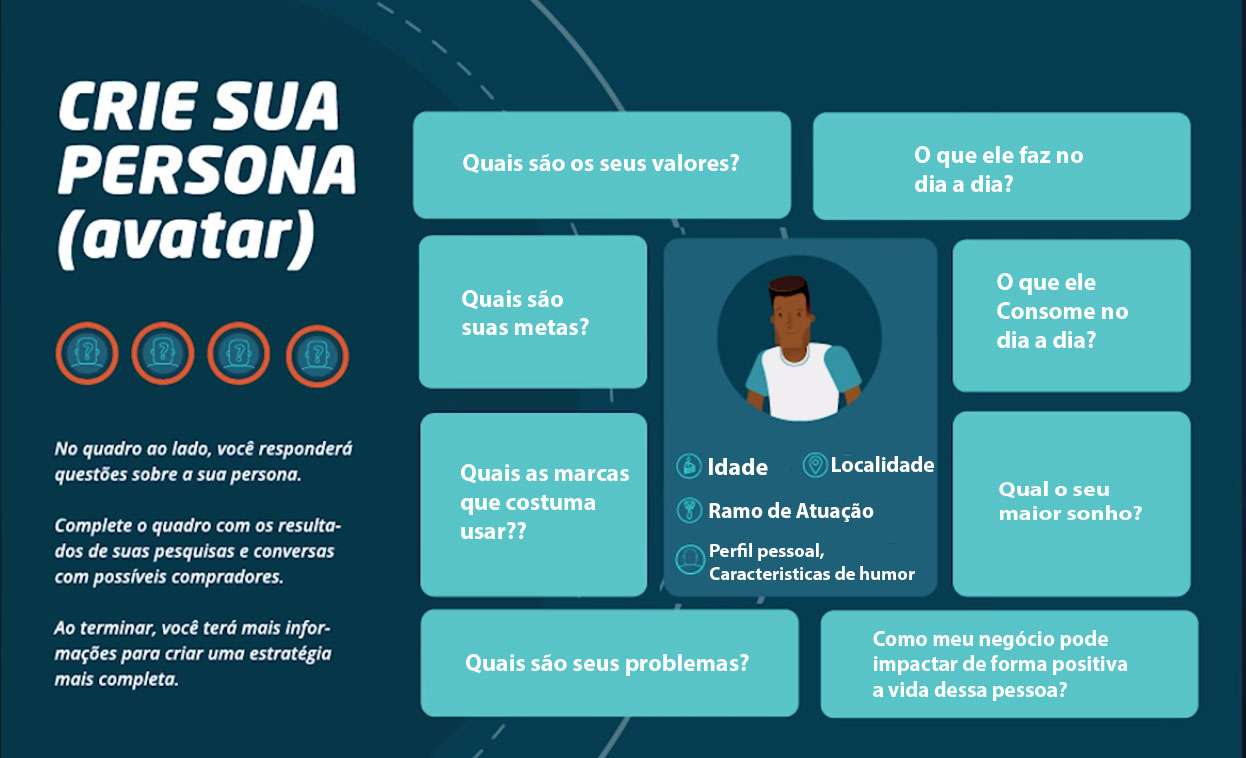 CRIE SUA
PERSONA
(avatar)
No quadro ao lado, você responderá
questões sobre a sua persona.
Complete o quadro com os resulta-
dos de suas pesquisas e conversas
com possíveis compradores.
Ao terminar, você terá mais infor-
mações para criar uma estratégia
mais completa.
Quais são os seus valores?
O que ele faz no
dia a dia?
Quais são
suas metas?
O que ele
Consome no
dia a dia?
Quais as marcas
que costuma
usar??
Idade
Localidade
Ramo de Atuação
Perfil pessoal,
Caracteristicas de humor
Qual o seu
maior sonho?
Quais são seus problemas?
Como meu negócio pode
impactar de forma positiva
a vida dessa pessoa?